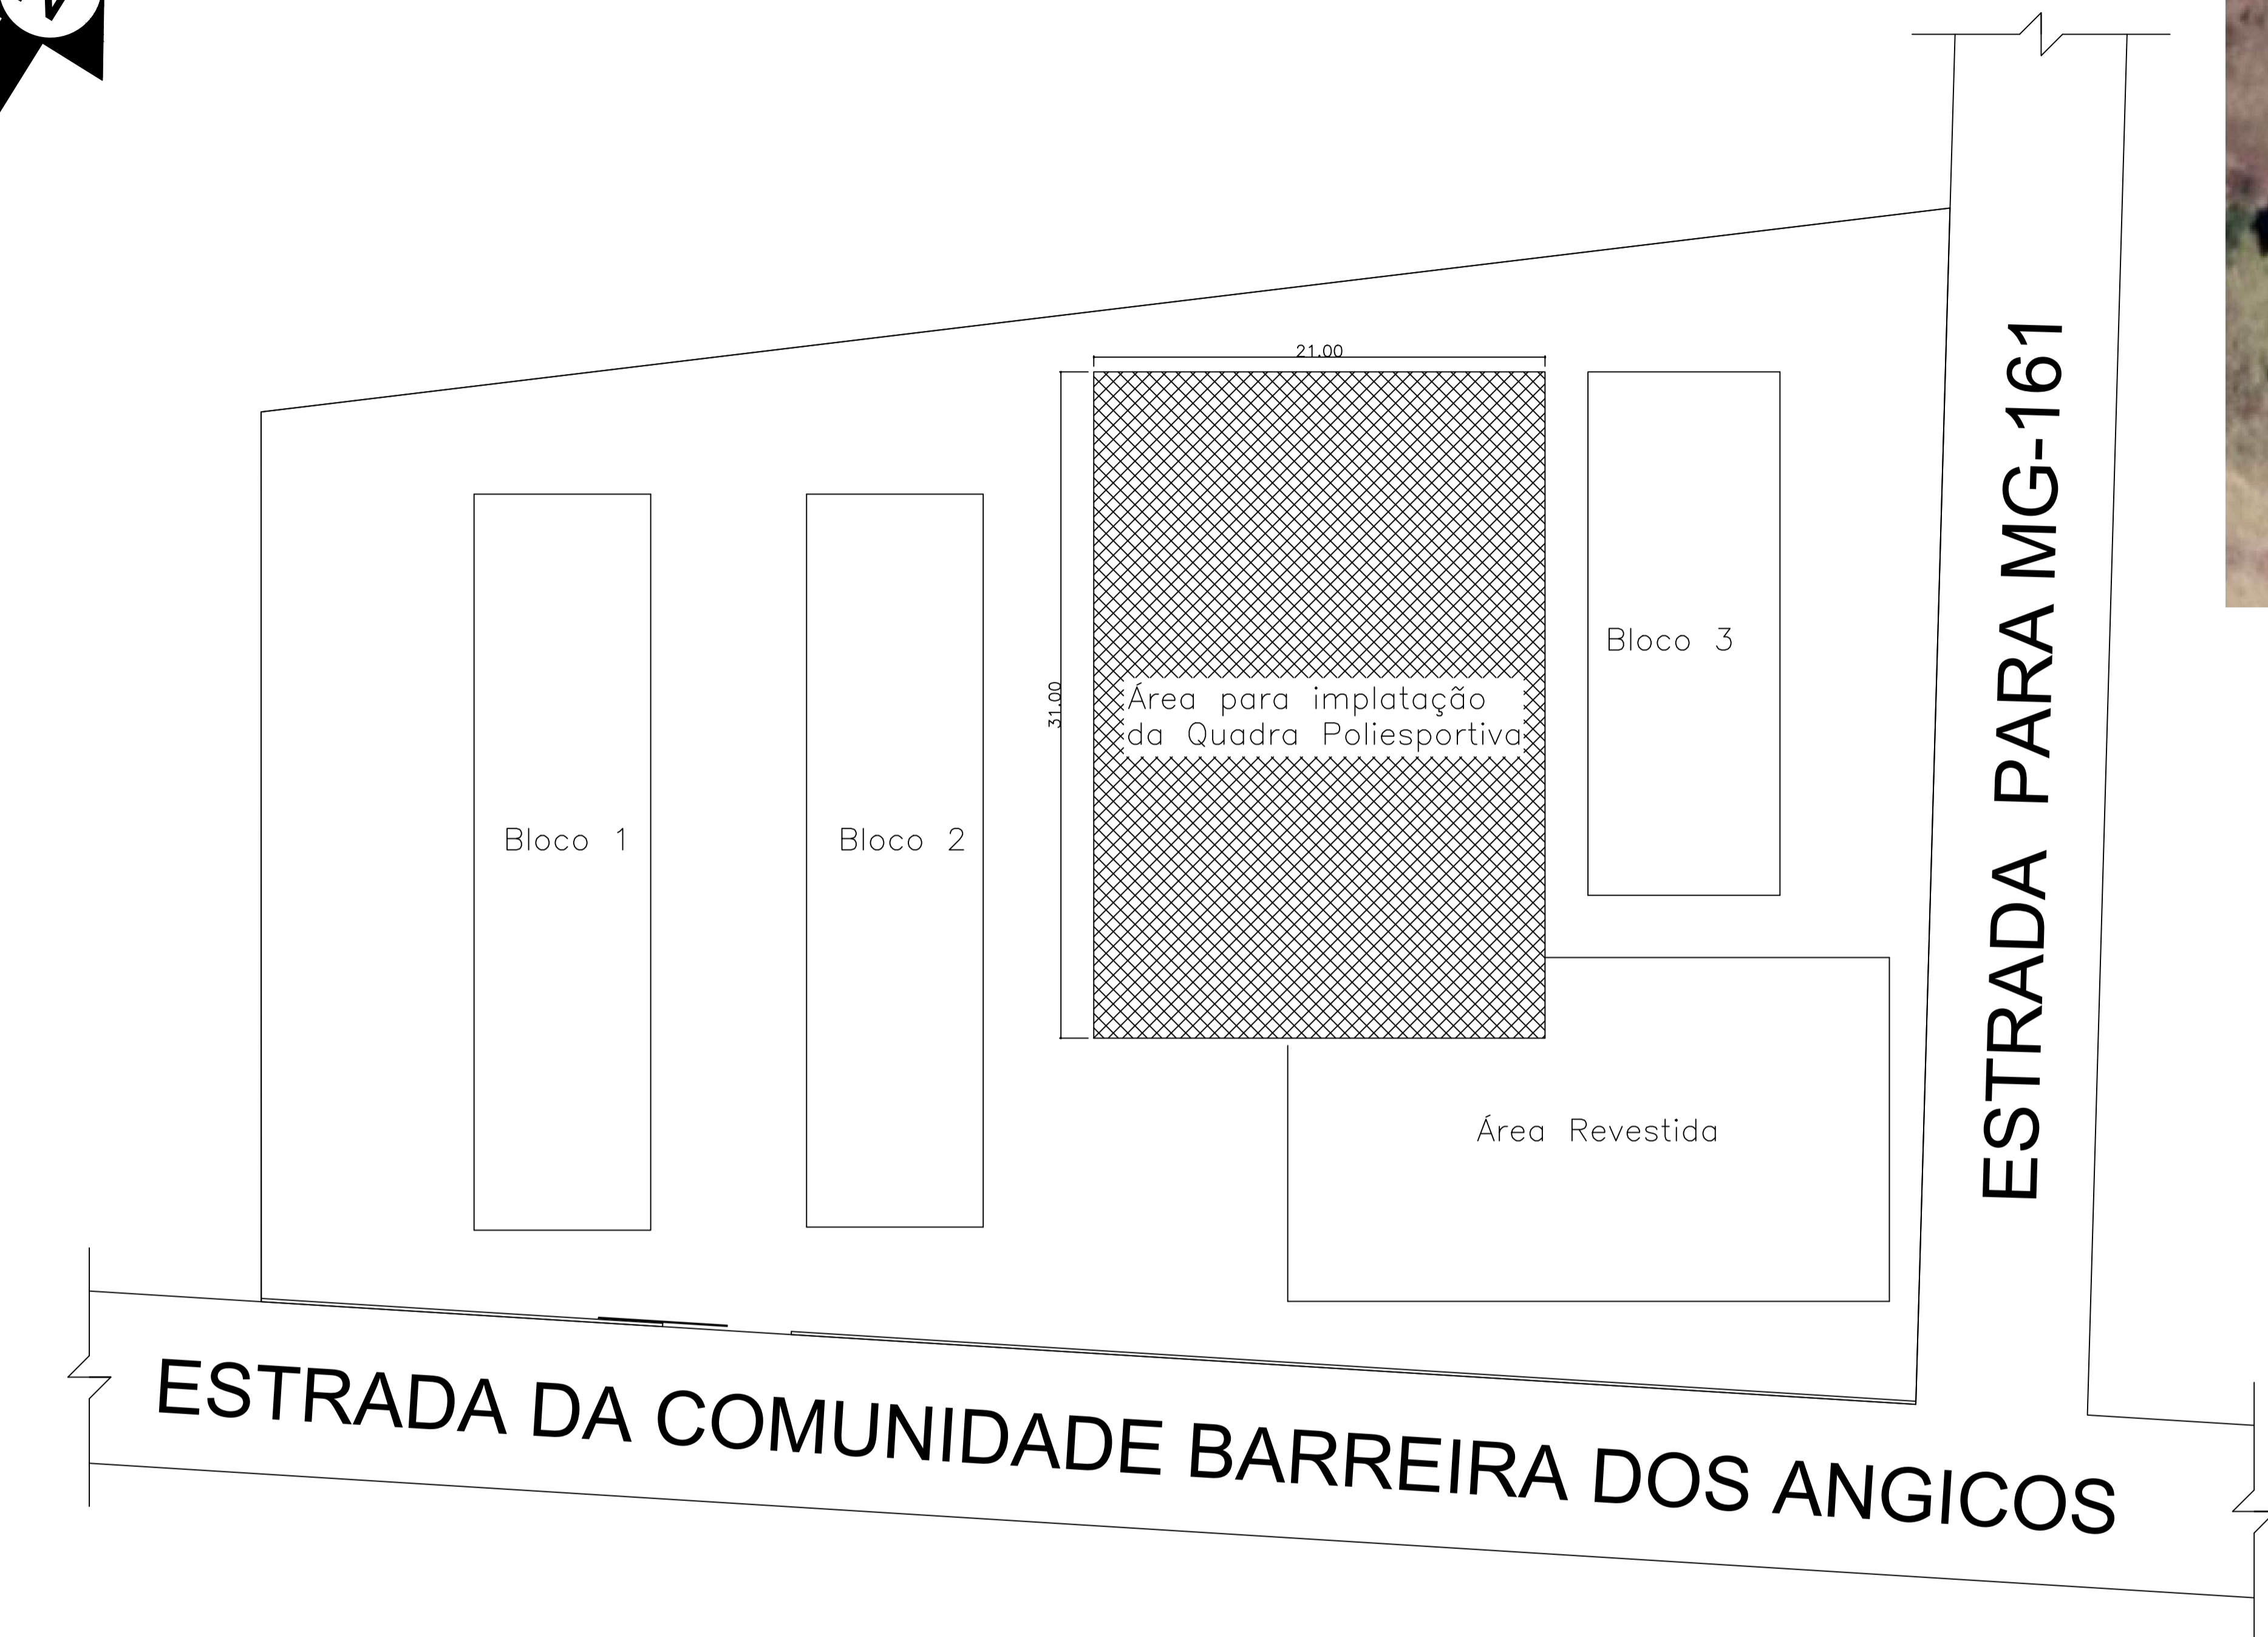 21.00
31.00
Bloco 3
Área para implatação
da Quadra Poliesportiva
Bloco 1
Bloco 2
Área Revestida
ESTRADA PARA MG-161
ESTRADA DA COMUNIDADE BARREIRA DOS ANGICOS